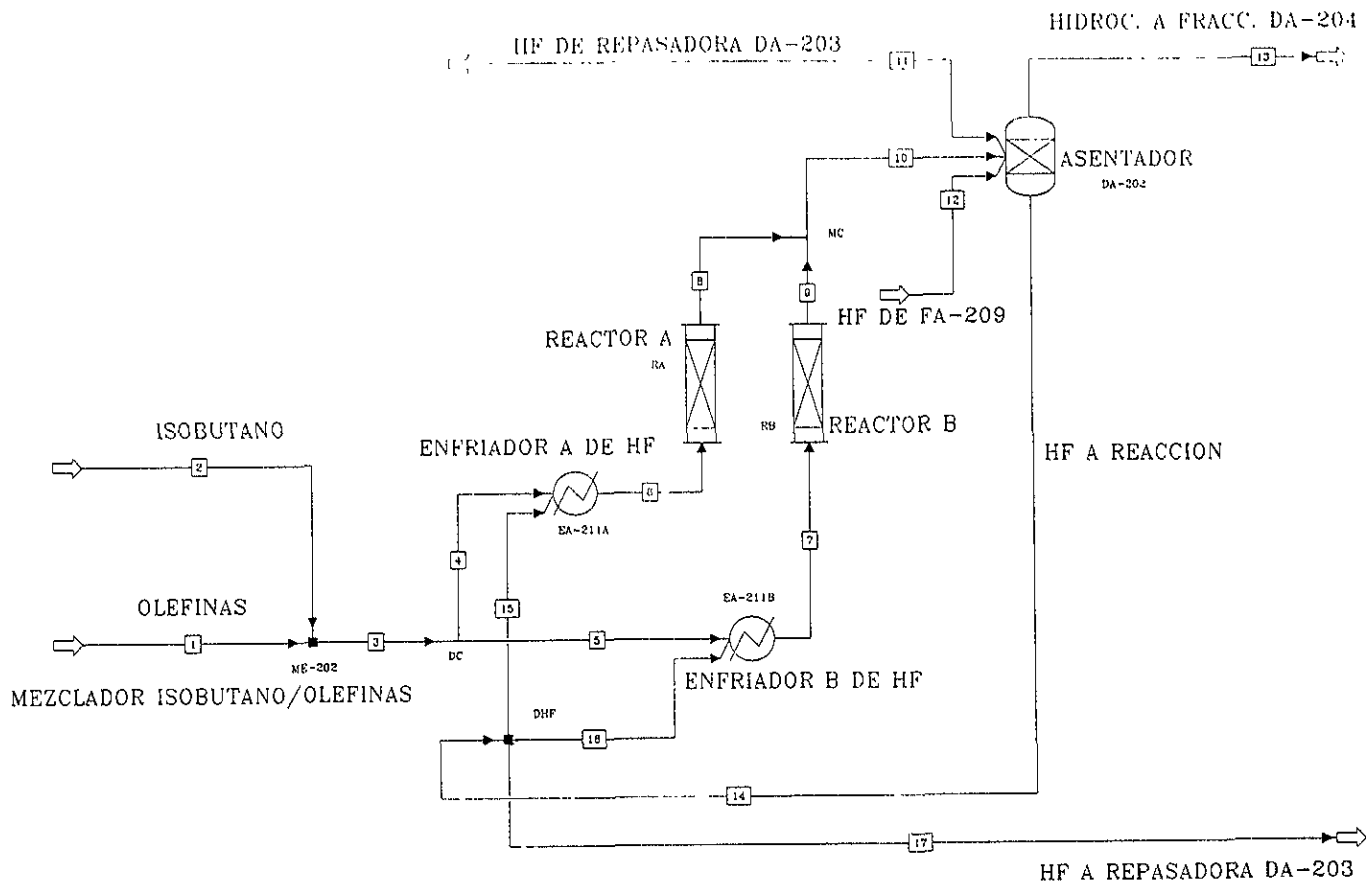 HIDROC. A FRACC. DA-204
HF DE REPASADORA DA-203
11
13
10
ASENTADOR
DA-202
12
MC
8
9
HF DE FA-209
REACTOR A
RA
RB
REACTOR B
ISOBUTANO
2
ENFRIADOR A DE HF
HF A REACCION
6
EA-211A
7
4
OLEFINAS
15
EA-211B
1
3
5
ME-202
DC
MEZCLADOR ISOBUTANO/OLEFINAS
ENFRIADOR B DE HF
DHF
16
14
17
HF A REPASADORA DA-203